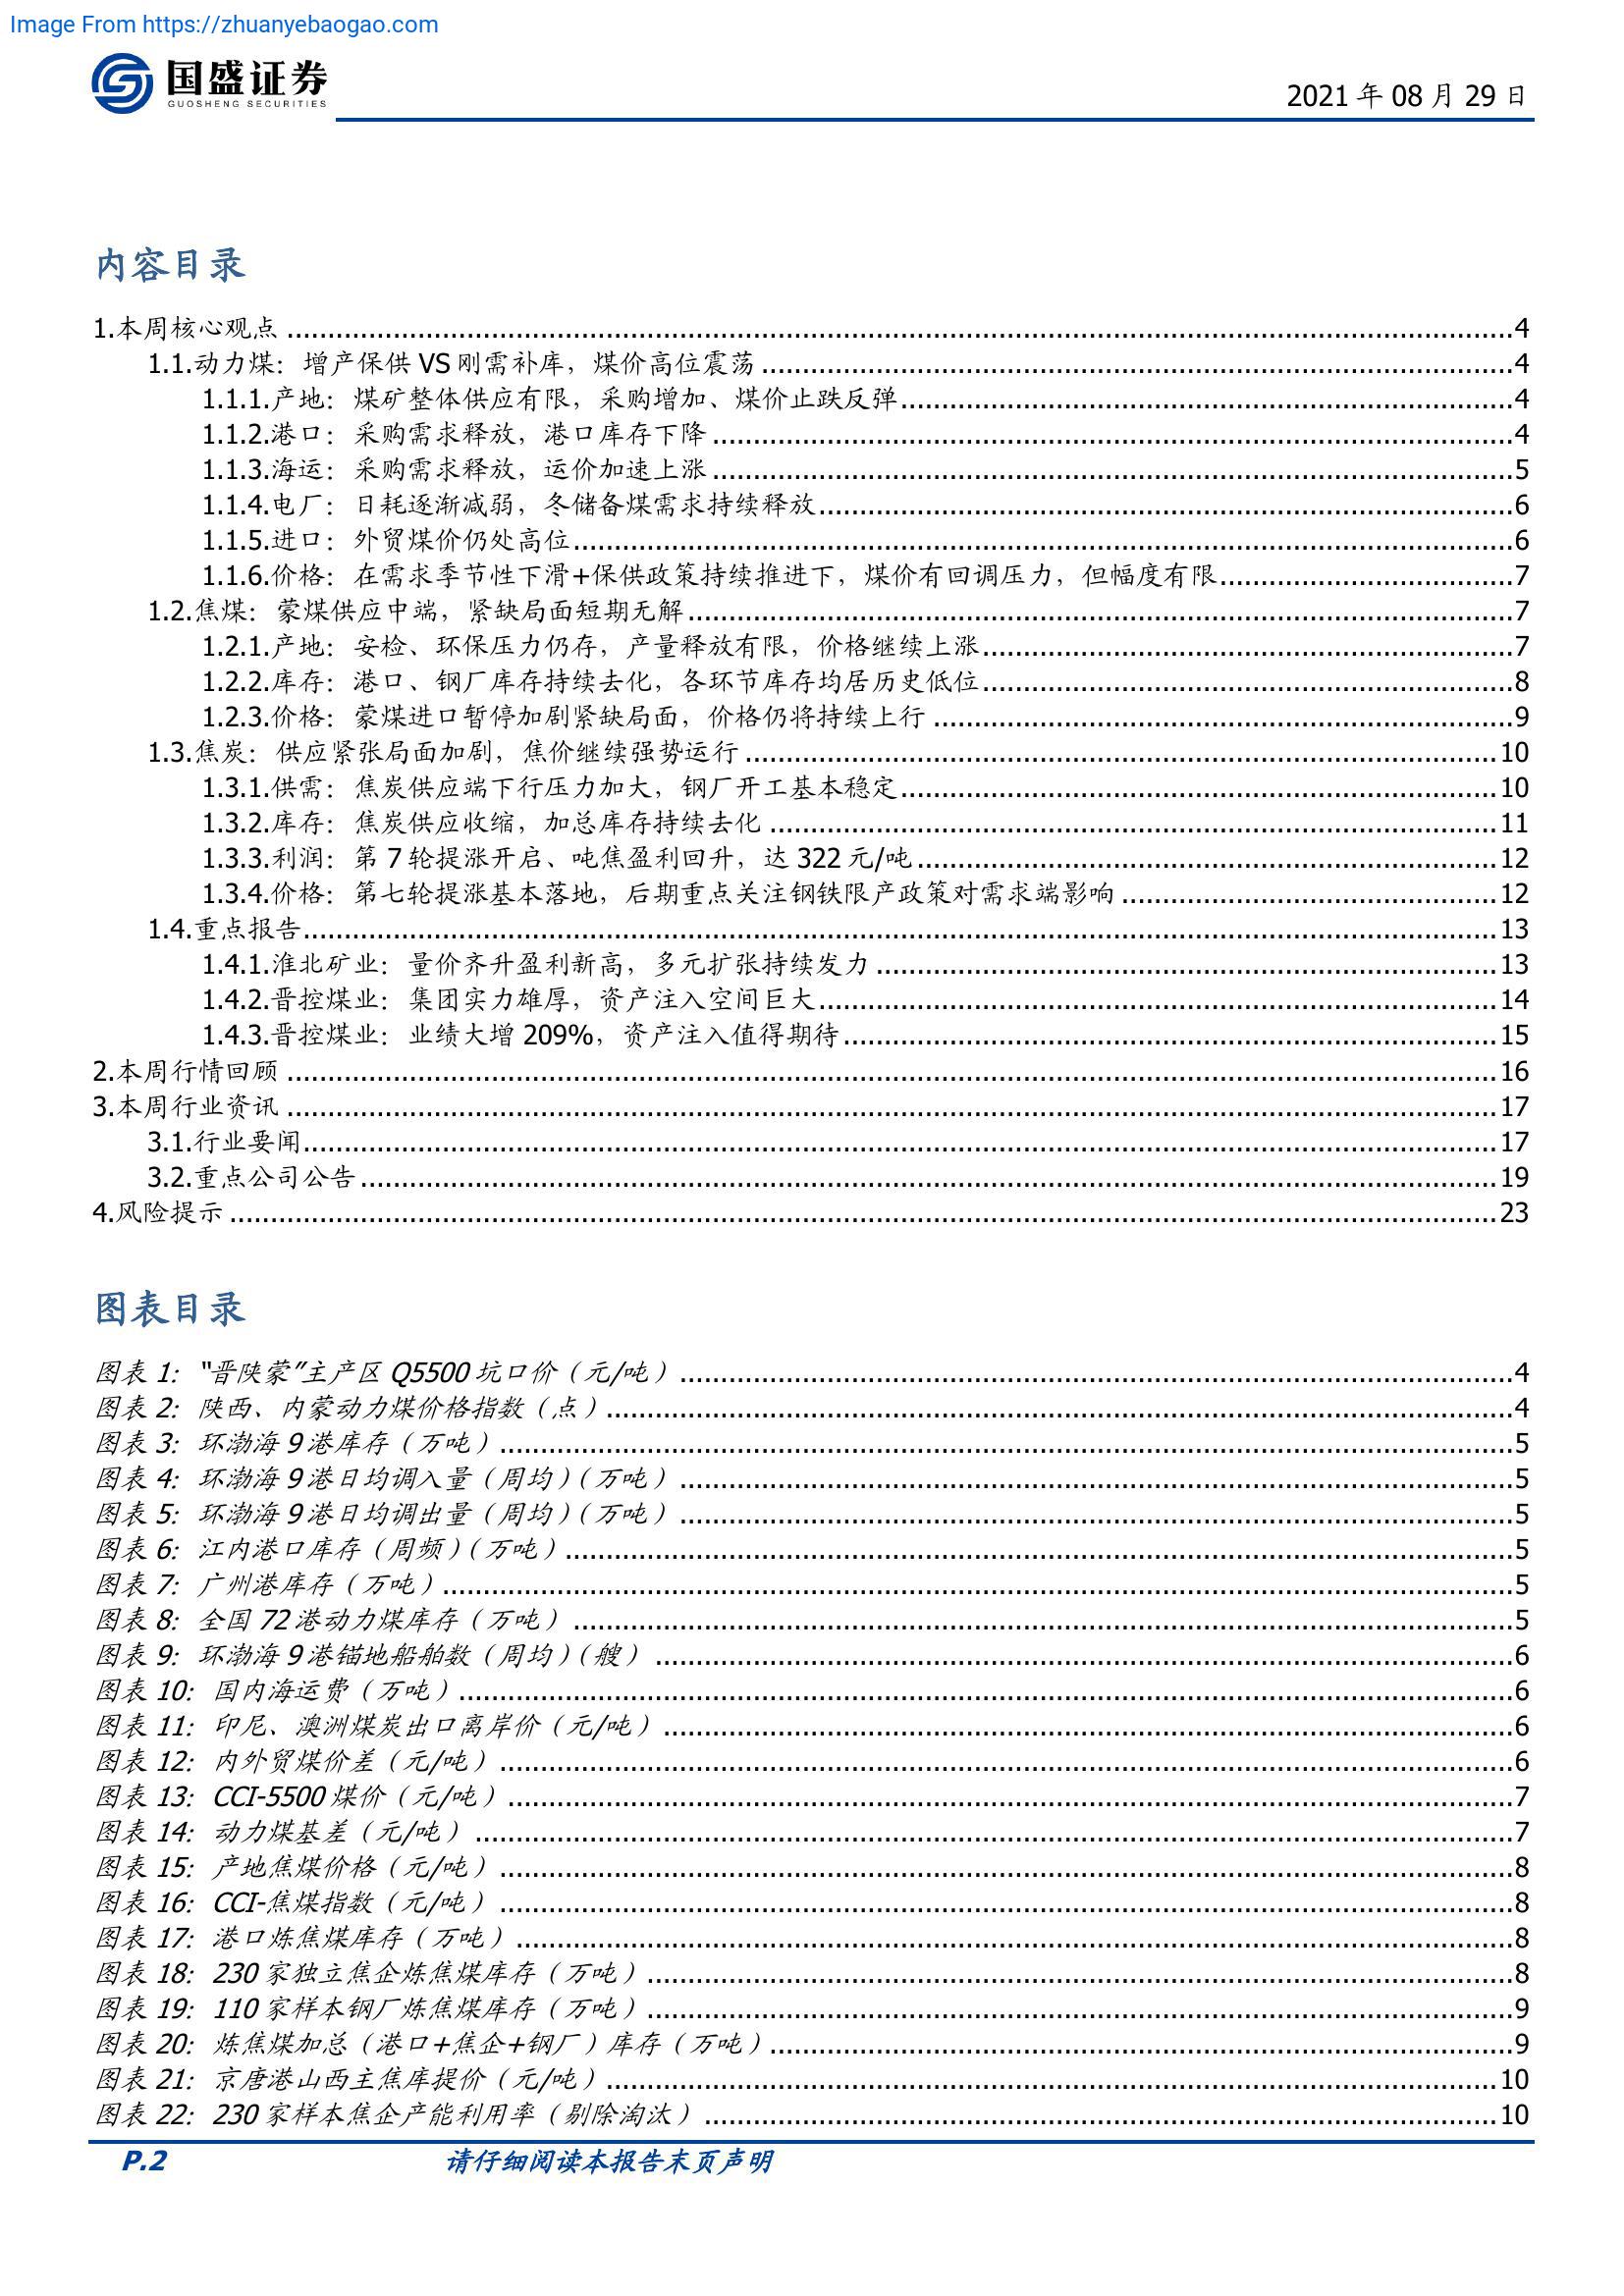 Image From https://zhuanyebaogao.com
国盛证券
GUOSHENG SECURITIES
2021 年 08 月 29 日
内容目录
1.本周核心观点 ........ 4
1.1.动力煤：增产保供 VS 刚需补库，煤价高位震荡 ........ 4
1.1.1.产地：煤矿整体供应有限，采购增加、煤价止跌反弹 ........ 4
1.1.2.港口：采购需求释放，港口库存下降 ........ 4
1.1.3.海运：采购需求释放，运价加速上涨 ........ 5
1.1.4.电厂：日耗逐渐减弱，冬储备煤需求持续释放 ........ 6
1.1.5.进口：外贸煤价仍处高位 ........ 6
1.1.6.价格：在需求季节性下滑+保供政策持续推进下，煤价有回调压力，但幅度有限 ........ 7
1.2.焦煤：蒙煤供应中端，紧缺局面短期无解 ........ 7
1.2.1.产地：安检、环保压力仍存，产量释放有限，价格继续上涨 ........ 7
1.2.2.库存：港口、钢厂库存持续去化，各环节库存均居历史低位 ........ 8
1.2.3.价格：蒙煤进口暂停加剧紧缺局面，价格仍将持续上行 ........ 9
1.3.焦炭：供应紧张局面加剧，焦价继续强势运行 ........ 10
1.3.1.供需：焦炭供应端下行压力加大，钢厂开工基本稳定 ........ 10
1.3.2.库存：焦炭供应收缩，加总库存持续去化 ........ 11
1.3.3.利润：第 7 轮提涨开启、吨焦盈利回升，达 322 元/吨 ........ 12
1.3.4.价格：第七轮提涨基本落地，后期重点关注钢铁限产政策对需求端影响 ........ 12
1.4.重点报告 ........ 13
1.4.1.淮北矿业：量价齐升盈利新高，多元扩张持续发力 ........ 13
1.4.2.晋控煤业：集团实力雄厚，资产注入空间巨大 ........ 14
1.4.3.晋控煤业：业绩大增 209%，资产注入值得期待 ........ 15
2.本周行情回顾 ........ 16
3.本周行业资讯 ........ 17
3.1.行业要闻 ........ 17
3.2.重点公司公告 ........ 19
4.风险提示 ........ 23
图表目录
图表 1：“晋陕蒙”主产区 Q5500 坑口价（元/吨） ........ 4
图表 2：陕西、内蒙动力煤价格指数（点） ........ 4
图表 3：环渤海 9 港库存（万吨） ........ 5
图表 4：环渤海 9 港日均调入量（周均）（万吨） ........ 5
图表 5：环渤海 9 港日均调出量（周均）（万吨） ........ 5
图表 6：江内港口库存（周频）（万吨） ........ 5
图表 7：广州港库存（万吨） ........ 5
图表 8：全国 72 港动力煤库存（万吨） ........ 5
图表 9：环渤海 9 港锚地船舶数（周均）（艘） ........ 6
图表 10：国内海运费（万吨） ........ 6
图表 11：印尼、澳洲煤炭出口离岸价（元/吨） ........ 6
图表 12：内外贸煤价差（元/吨） ........ 6
图表 13：CCI-5500 煤价（元/吨） ........ 7
图表 14：动力煤基差（元/吨） ........ 7
图表 15：产地焦煤价格（元/吨） ........ 8
图表 16：CCI-焦煤指数（元/吨） ........ 8
图表 17：港口炼焦煤库存（万吨） ........ 8
图表 18：230 家独立焦企炼焦煤库存（万吨） ........ 8
图表 19：110 家样本钢厂炼焦煤库存（万吨） ........ 9
图表 20：炼焦煤加总（港口+焦企+钢厂）库存（万吨） ........ 9
图表 21：京唐港山西主焦库提价（元/吨） ........ 10
图表 22：230 家样本焦企产能利用率（剔除淘汰） ........ 10
P.2 请仔细阅读本报告末页声明